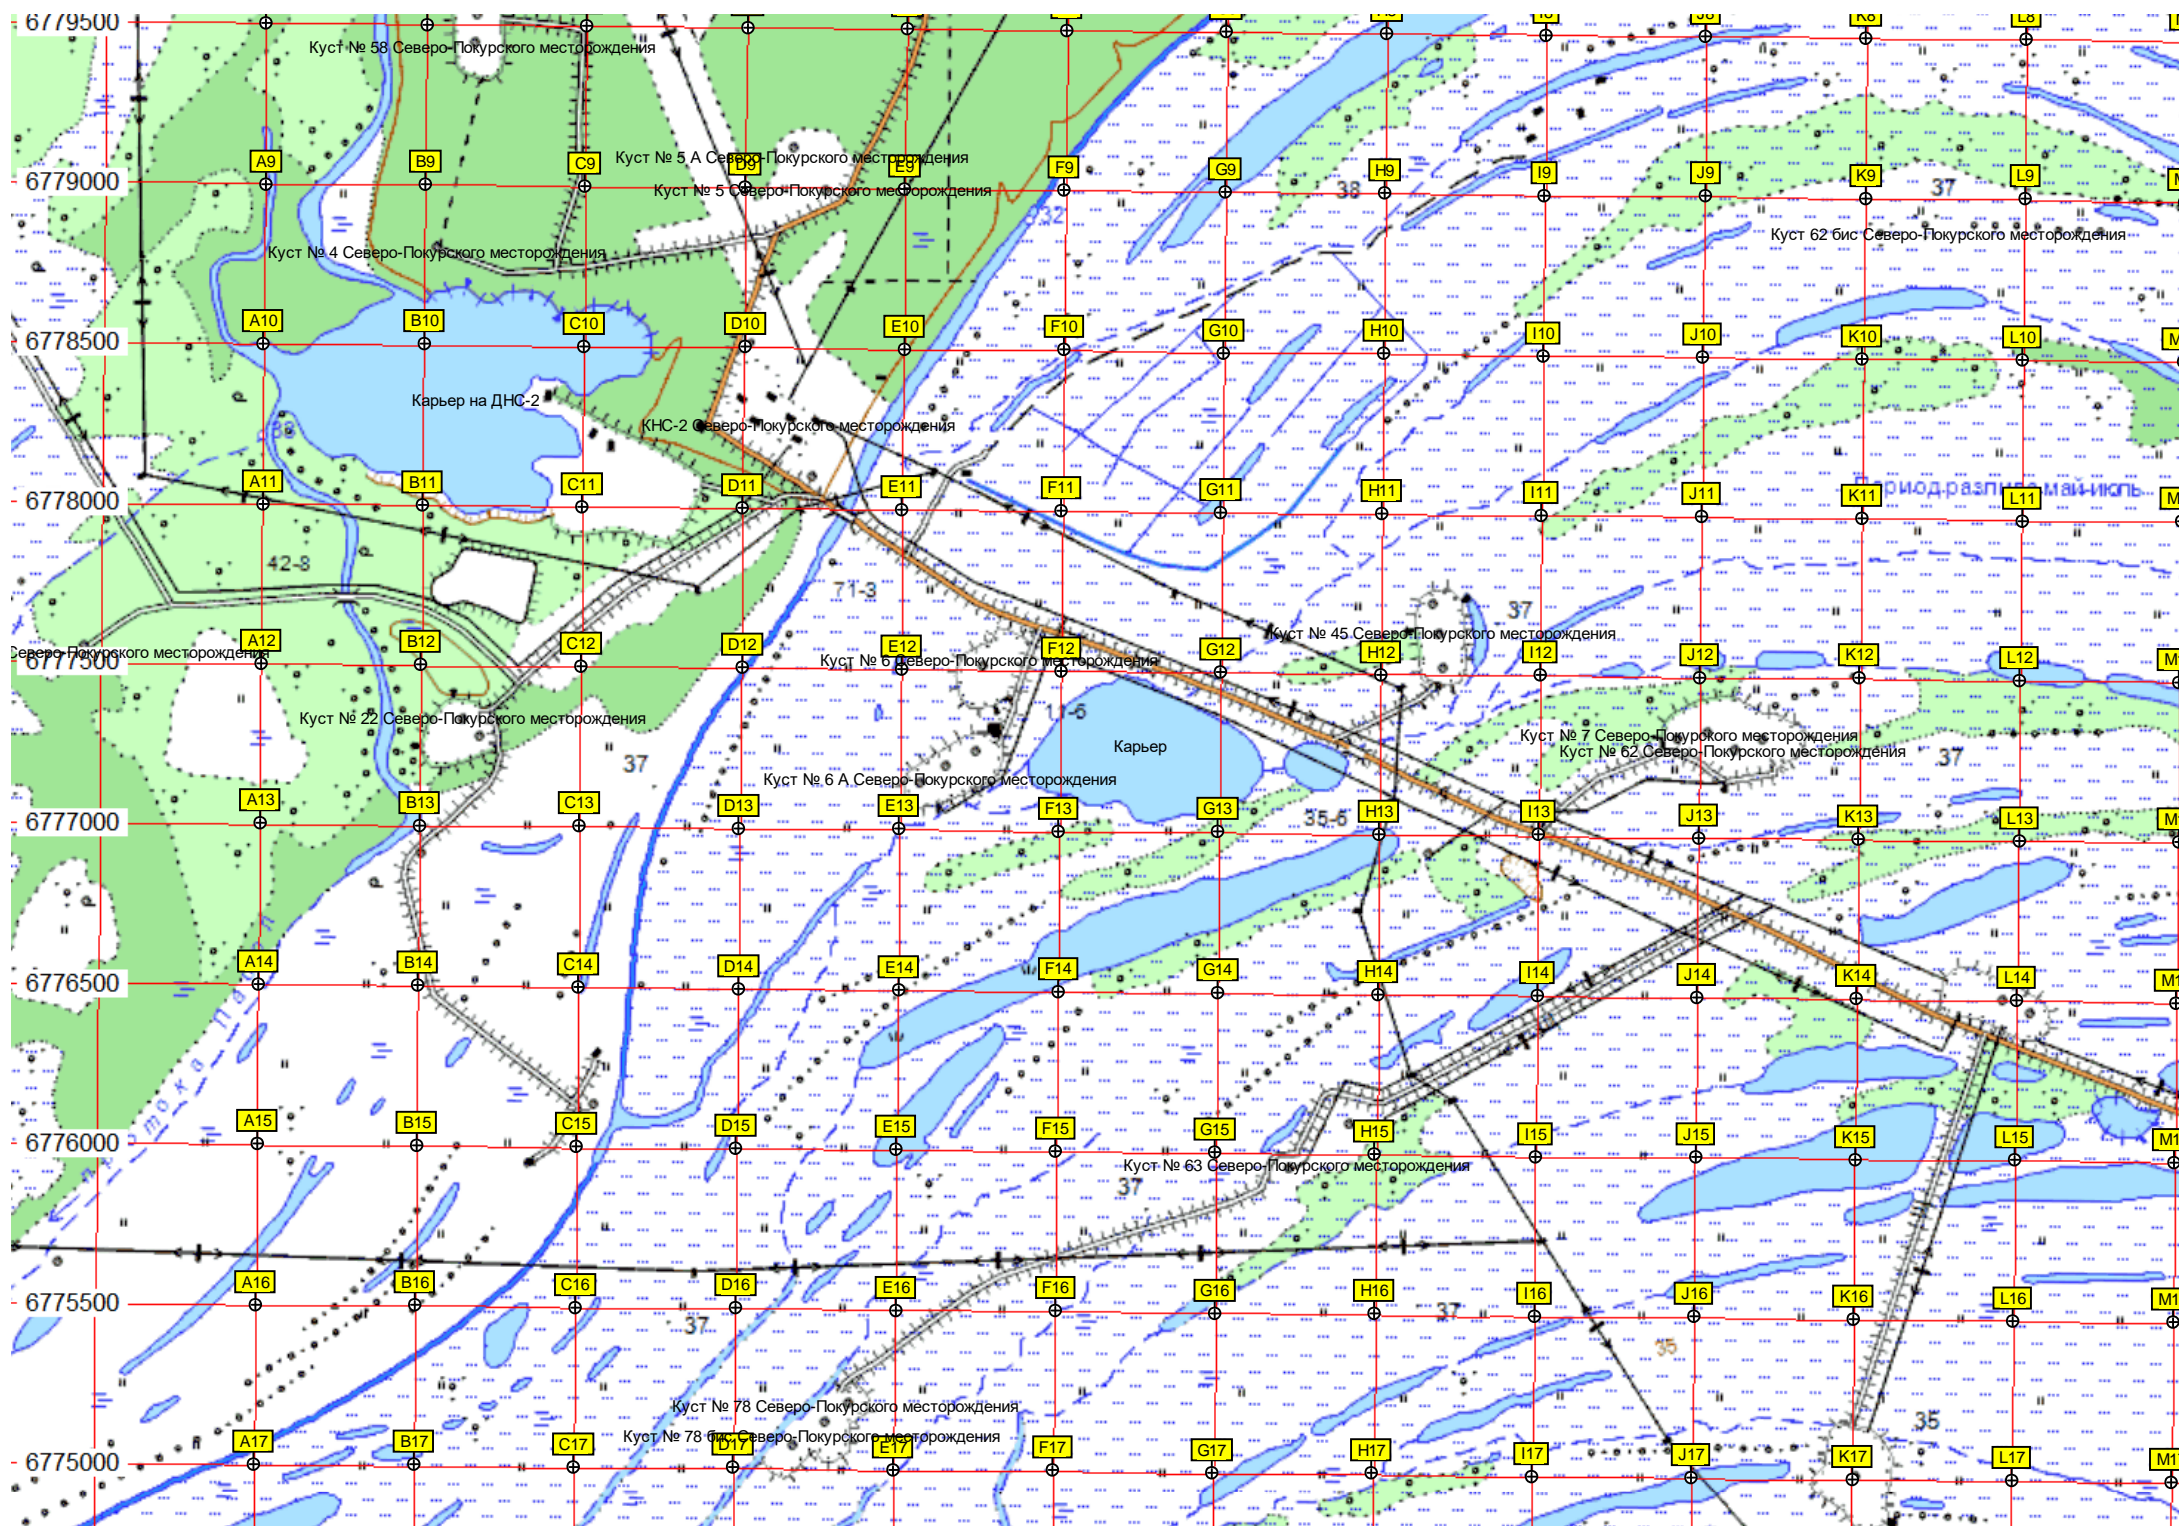 6779500
K8
L8
Куст № 58 Северо-Покурского месторождения
A9
B9
C9
D9
E9
F9
G9
H9
I9
J9
K9
L9
Куст № 5 А Северо-Покурского месторождения
6779000
Куст № 5 Северо-Покурского месторождения
38
37
Куст 62 бис Северо-Покурского месторождения
Куст № 4 Северо-Покурского месторождения
A10
B10
C10
D10
E10
F10
G10
H10
I10
J10
K10
L10
6778500
Карьер на ДНС-2
КНС-2 Северо-Покурского месторождения
A11
B11
C11
D11
E11
F11
G11
H11
I11
J11
K11
L11
Период разлива май-июль
6778000
42-8
71-3
37
Куст № 45 Северо-Покурского месторождения
A12
B12
C12
D12
E12
F12
G12
H12
I12
J12
K12
L12
Северо-Покурского месторождения
6777500
Куст № 6 Северо-Покурского месторождения
Куст № 22 Северо-Покурского месторождения
Карьер
Куст № 7 Северо-Покурского месторождения
Куст № 62 Северо-Покурского месторождения
37
37
Куст № 6 А Северо-Покурского месторождения
A13
B13
C13
D13
E13
F13
G13
35-6
H13
I13
J13
K13
L13
6777000
A14
B14
C14
D14
E14
F14
G14
H14
I14
J14
K14
L14
6776500
A15
B15
C15
D15
E15
F15
G15
H15
I15
J15
K15
L15
6776000
Куст № 63 Северо-Покурского месторождения
37
A16
B16
C16
D16
E16
F16
G16
H16
I16
J16
K16
L16
6775500
37
37
35
Куст № 78 Северо-Покурского месторождения
35
Куст № 78 бис Северо-Покурского месторождения
A17
B17
C17
D17
E17
F17
G17
H17
I17
J17
K17
L17
6775000